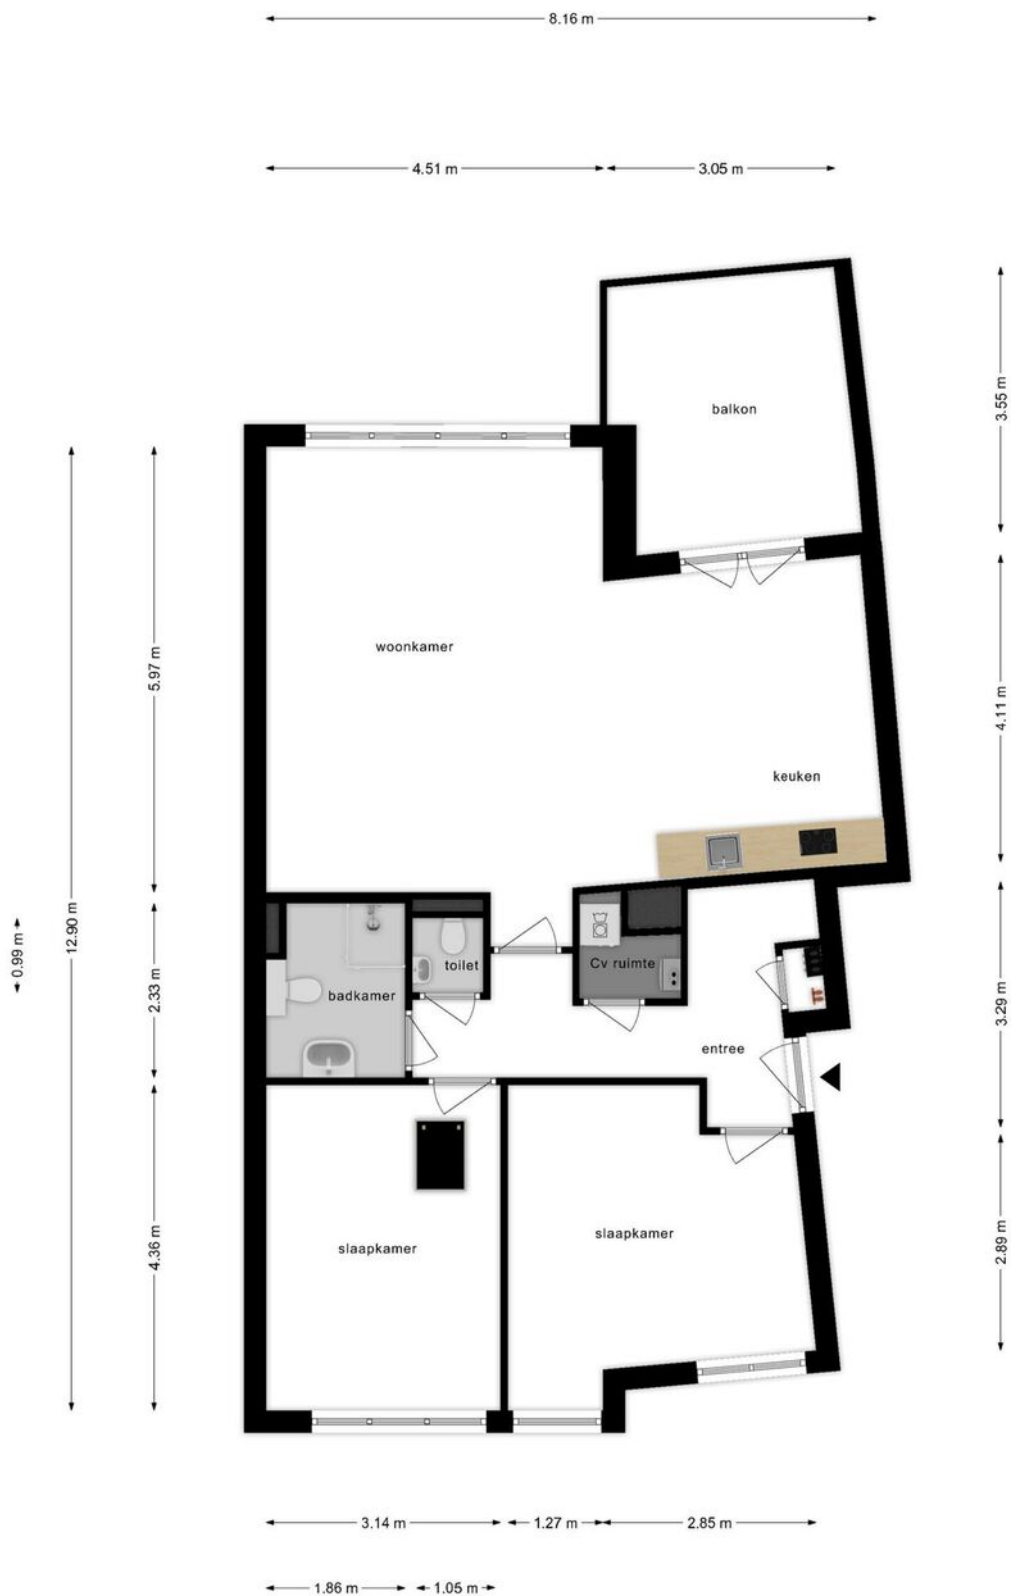 8.16 m
4.51 m
3.05 m
balkon
3.55 m
woonkamer
5.97 m
4.11 m
keuken
12.90 m
0.99 m
2.33 m
toilet
Cv ruimte
badkamer
3.29 m
entree
slaapkamer
slaapkamer
4.36 m
2.89 m
3.14 m
1.27 m
2.85 m
1.86 m
1.05 m